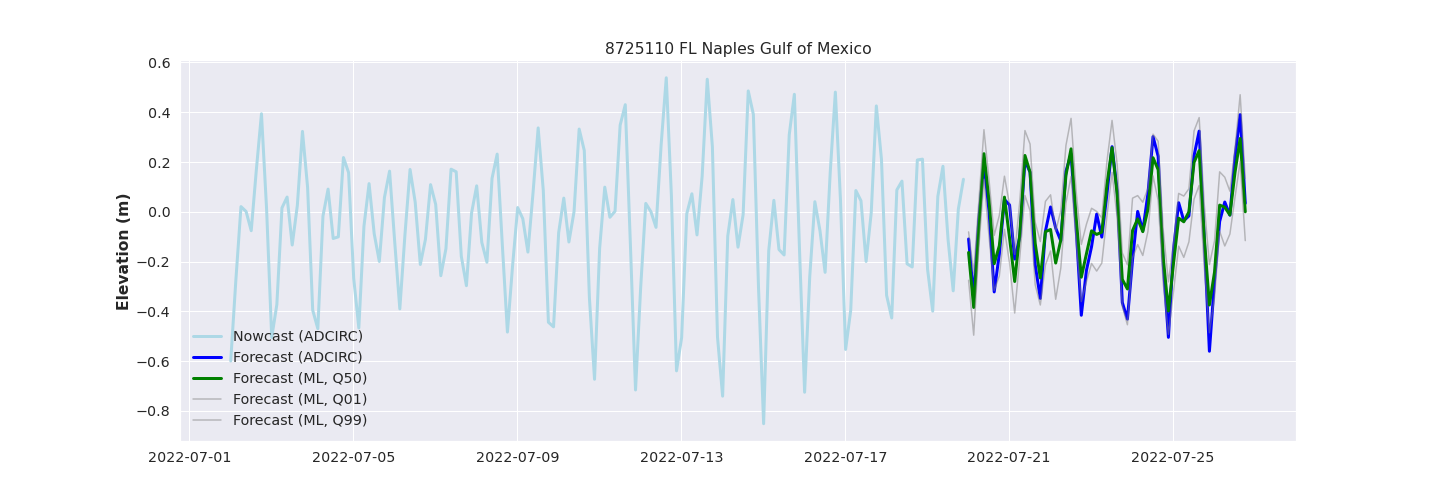 8725110 FL Naples Gulf of Mexico
0.6
0.4
0.2
0.0
−0.2
−0.4
−0.6
−0.8
Elevation (m)
Nowcast (ADCIRC)
Forecast (ADCIRC)
Forecast (ML, Q50)
Forecast (ML, Q01)
Forecast (ML, Q99)
2022-07-01 2022-07-05 2022-07-09 2022-07-13 2022-07-17 2022-07-21 2022-07-25